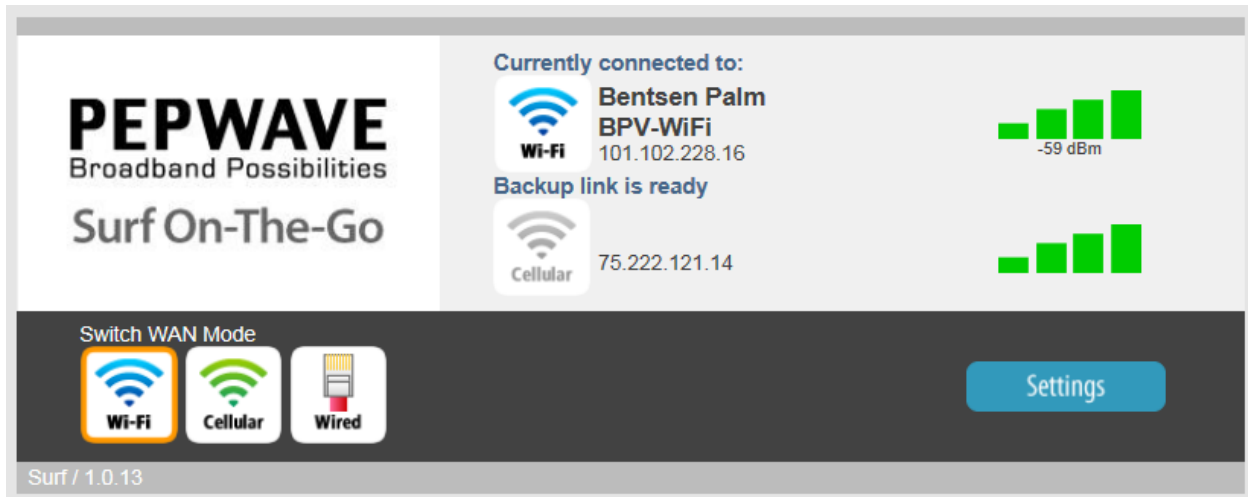 PEPWAVE
Broadband Possibilities
Surf On-The-Go
Currently connected to:
Wi-Fi
Bentsen Palm
BPV-WiFi
101.102.228.16
-59 dBm
Backup link is ready
Cellular
75.222.121.14
Switch WAN Mode
Wi-Fi
Cellular
Wired
Settings
Surf / 1.0.13